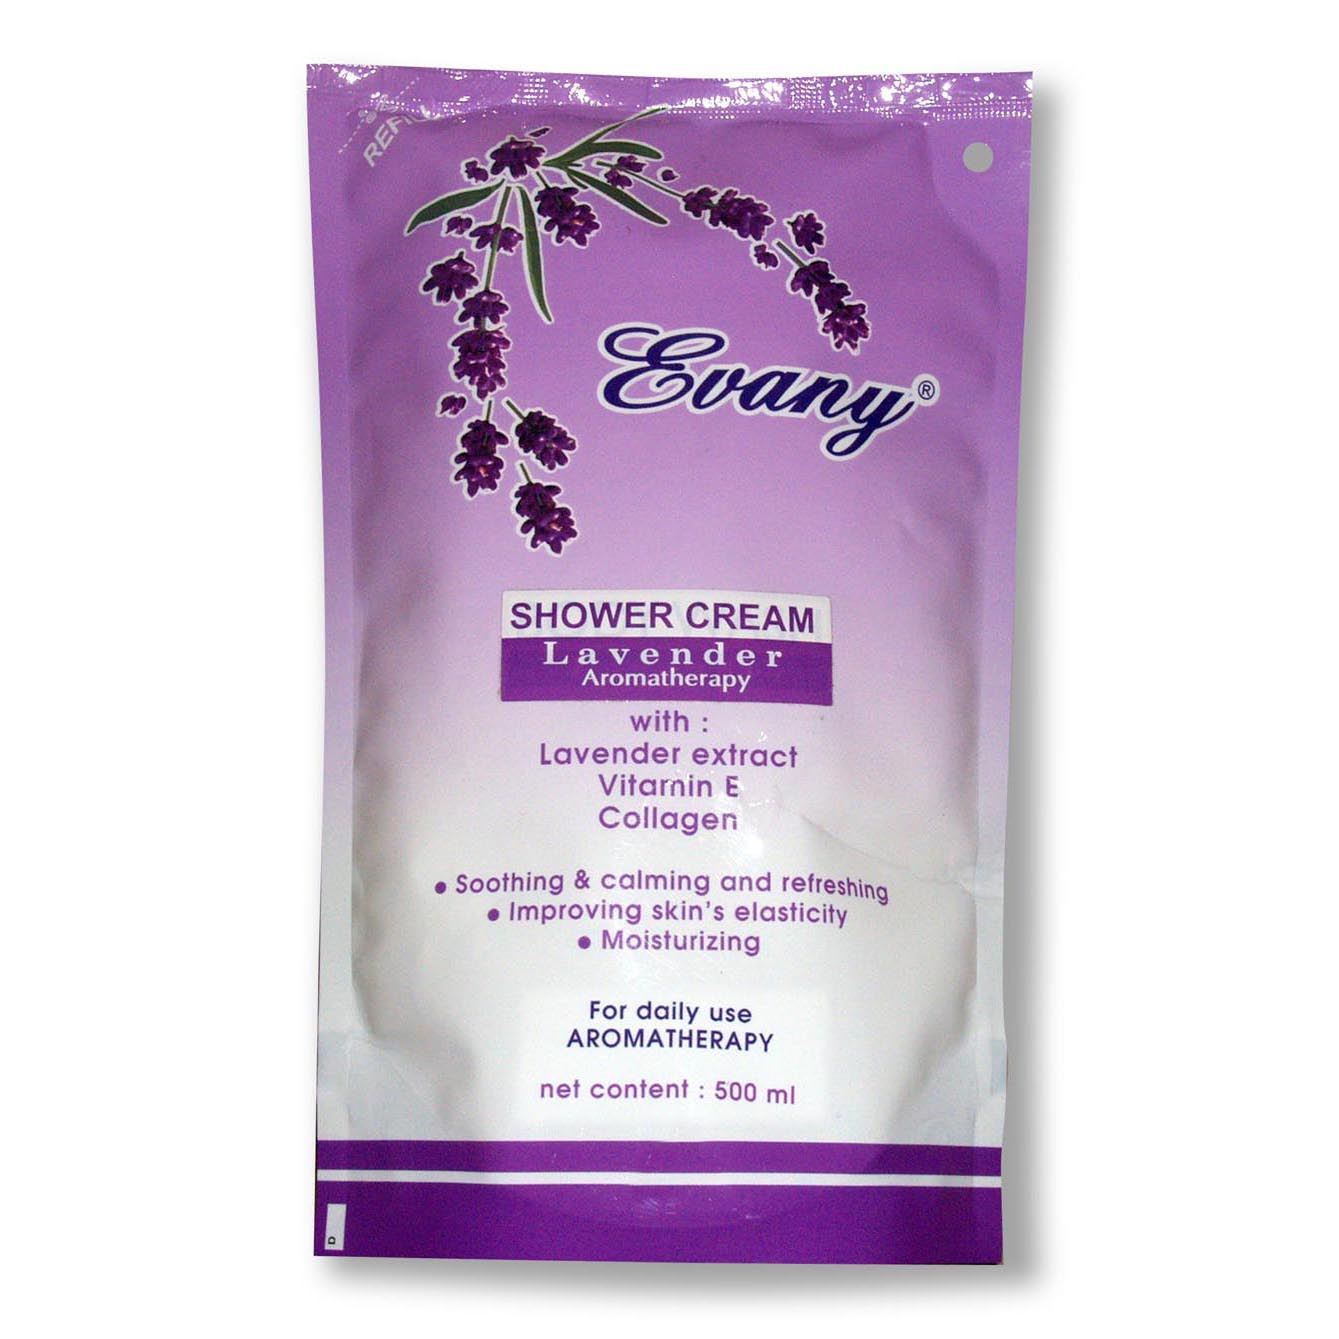 REFILL
Evany®
SHOWER CREAM
Lavender
Aromatherapy
with :
Lavender extract
Vitamin E
Collagen
• Soothing & calming and refreshing
• Improving skin's elasticity
• Moisturizing
For daily use
AROMATHERAPY
net content : 500 ml
D